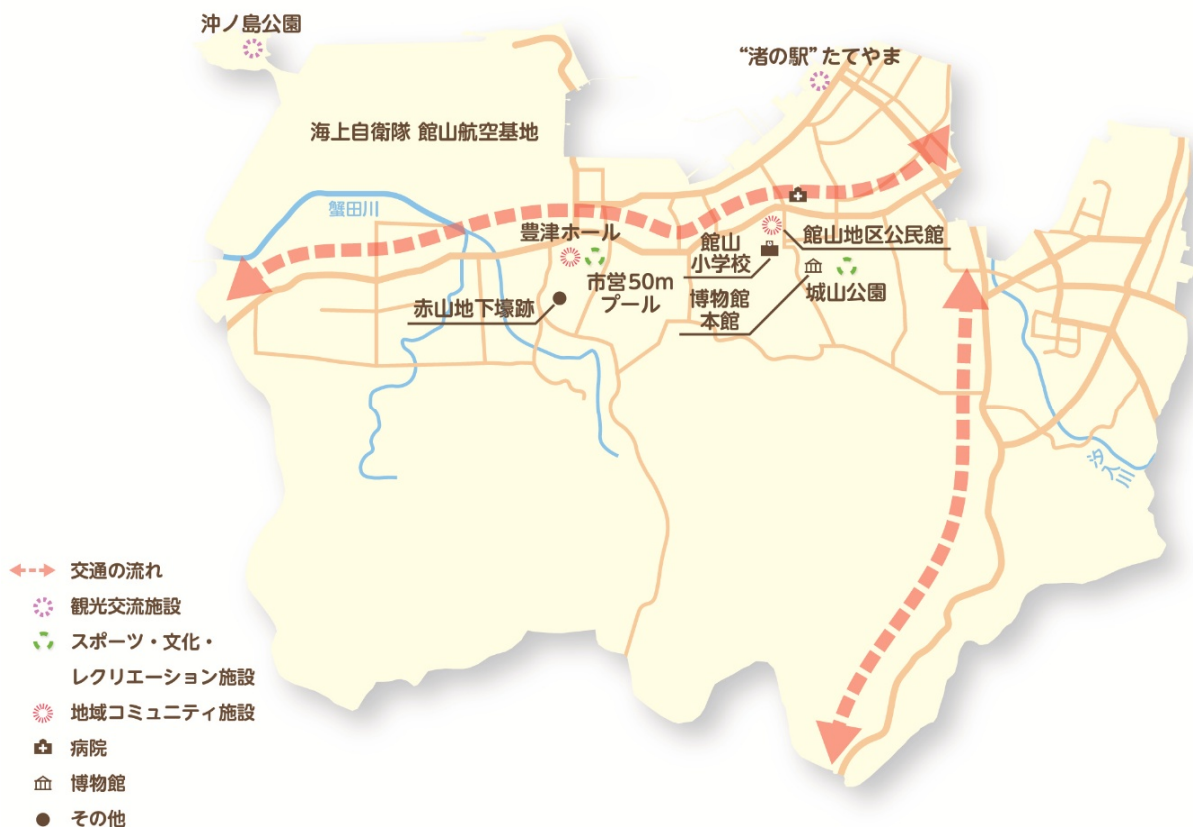 沖ノ島公園
“渚の駅”たてやま
海上自衛隊 館山航空基地
蟹田川
豊津ホール
館山地区公民館
館山
小学校
市営50m
プール
城山公園
博物館
本館
赤山地下壕跡
汐入川
交通の流れ
観光交流施設
スポーツ・文化・
レクリエーション施設
地域コミュニティ施設
病院
博物館
その他